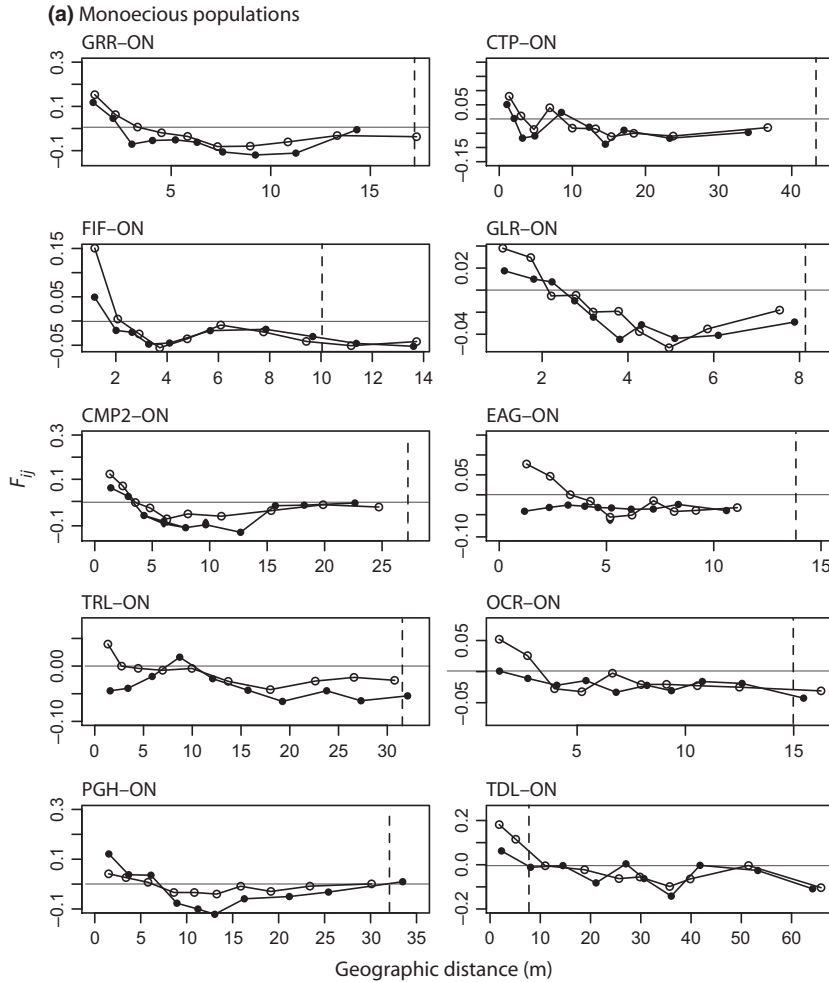 (a) Monoecious populations
GRR–ON
0.3
0.1
−0.1
5 10 15
CTP–ON
0.05
−0.15
0 10 20 30 40
FIF–ON
0.15
0.05
−0.05
2 4 6 8 10 12 14
GLR–ON
0.02
−0.04
2 4 6 8
CMP2–ON
0.3
0.1
−0.1
0 5 10 15 20 25
EAG–ON
0.05
−0.10
0 5 10 15
TRL–ON
0.00
−0.10
0 5 10 15 20 25 30
OCR–ON
0.05
−0.05
5 10 15
PGH–ON
0.3
0.1
−0.1
0 5 10 15 20 25 30 35
TDL–ON
0.2
0.0
−0.2
0 10 20 30 40 50 60
Fij
Geographic distance (m)